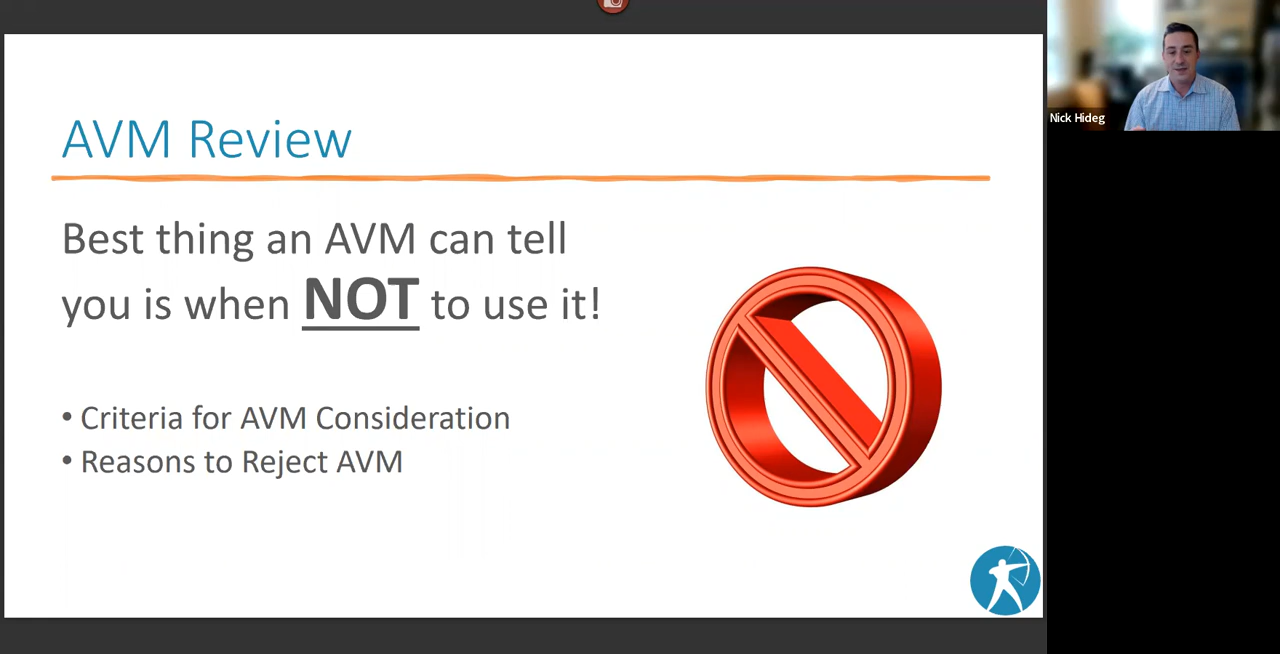 AVM Review
Best thing an AVM can tell
you is when NOT to use it!
• Criteria for AVM Consideration
• Reasons to Reject AVM
Nick Hideg